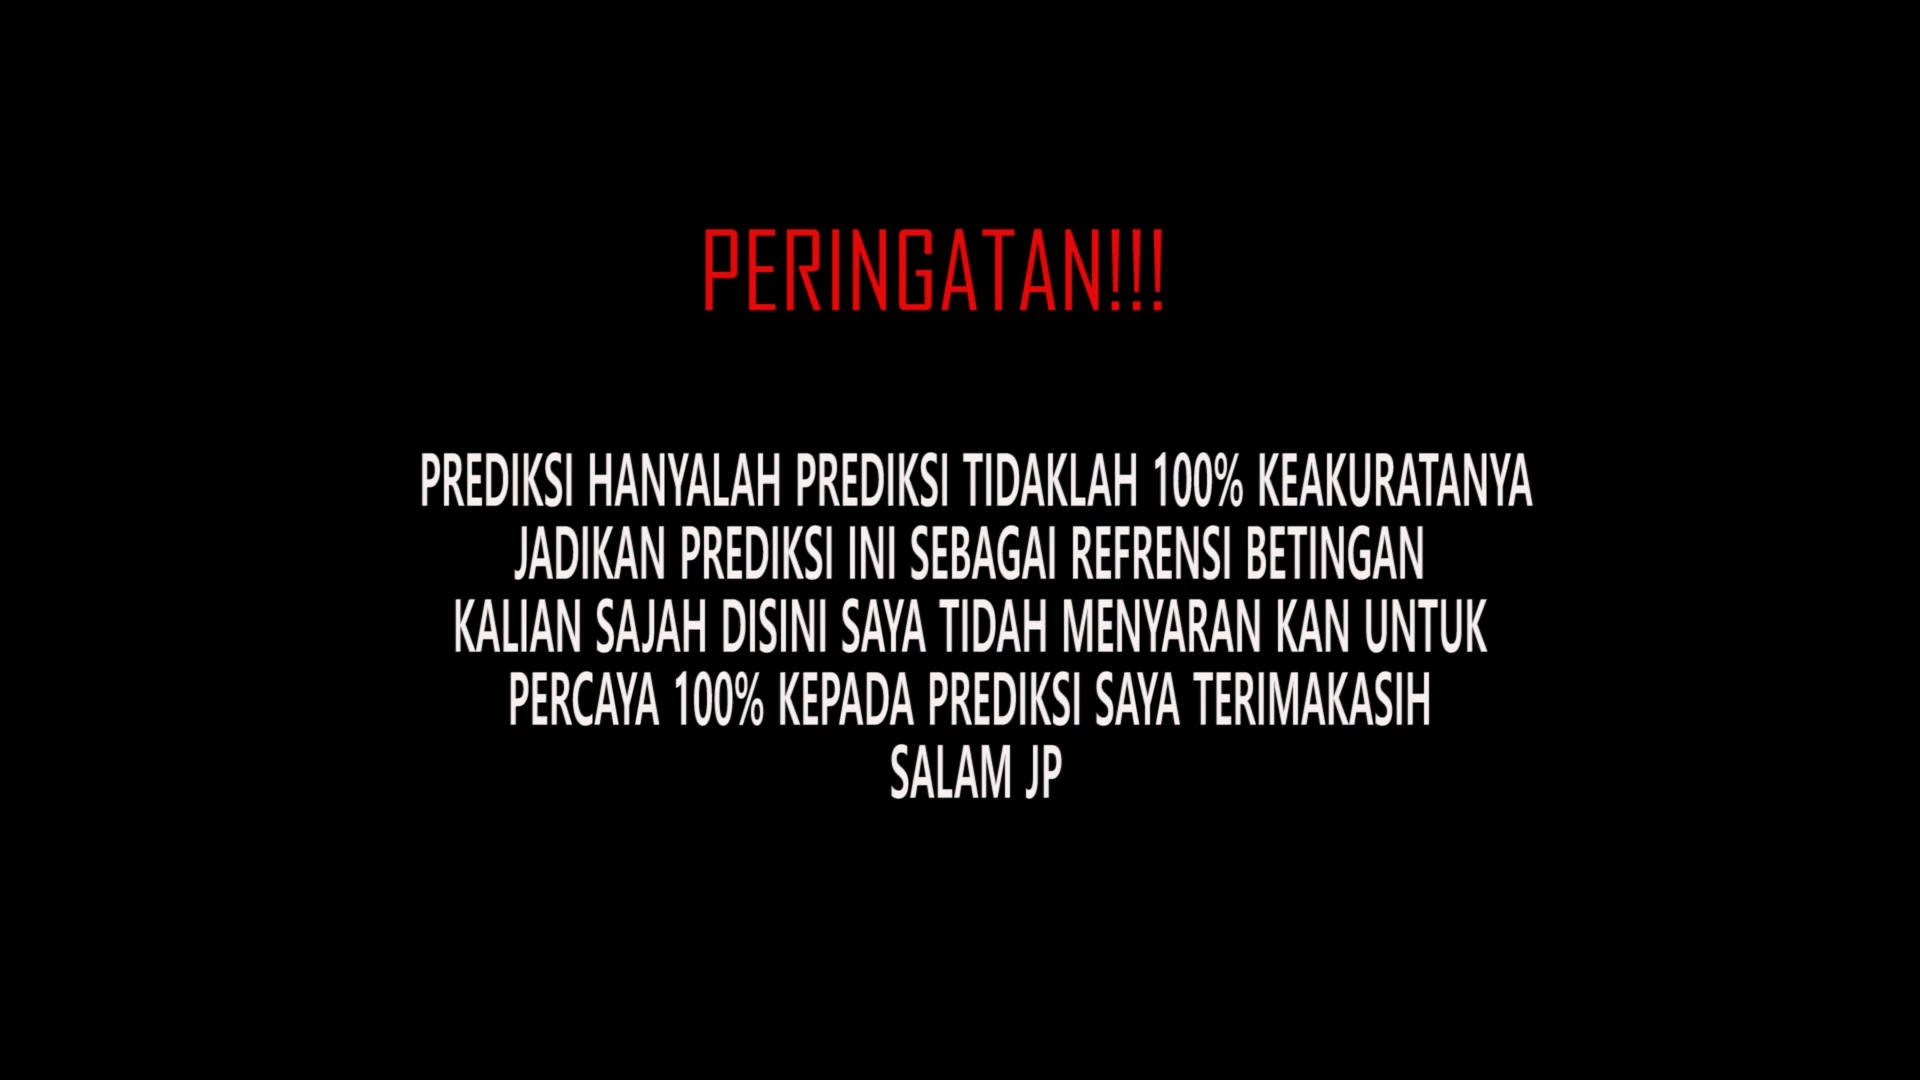 PERINGATAN!!!
PREDIKSI HANYALAH PREDIKSI TIDAKLAH 100% KEAKURATANYA
JADIKAN PREDIKSI INI SEBAGAI REFRENSI BETINGAN
KALIAN SAJAH DISINI SAYA TIDAH MENYARAN KAN UNTUK
PERCAYA 100% KEPADA PREDIKSI SAYA TERIMAKASIH
SALAM JP